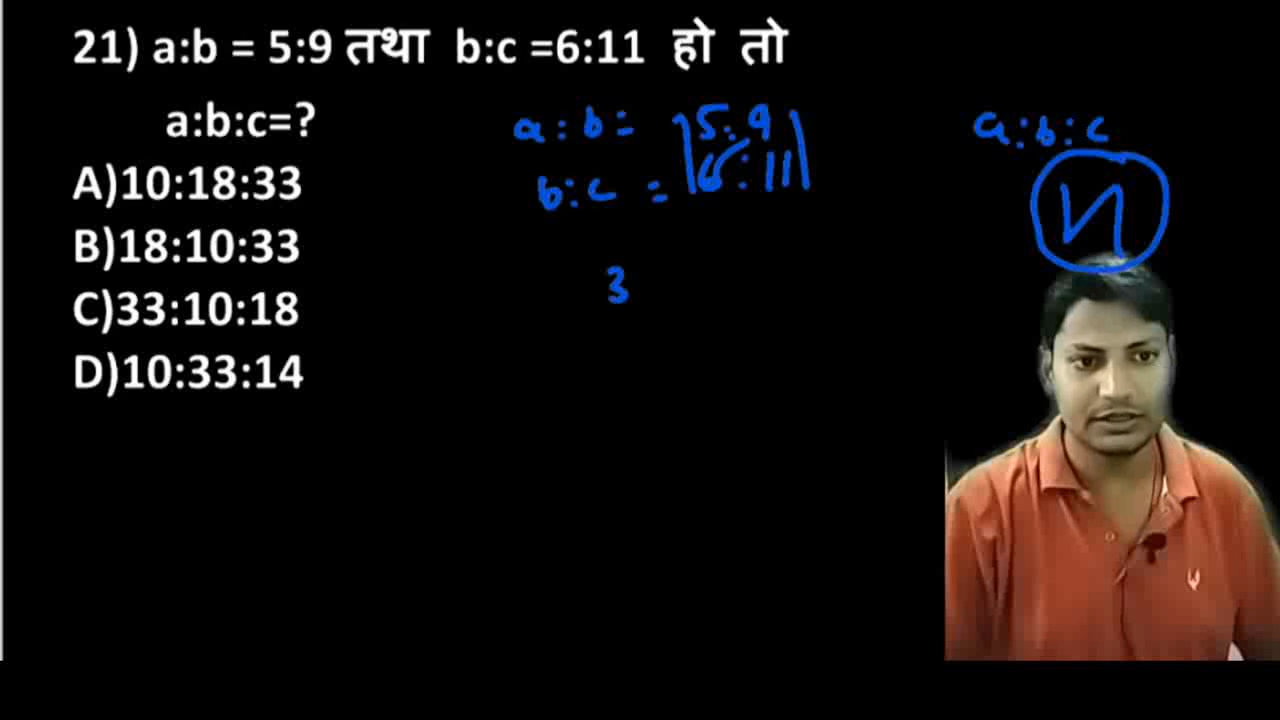 21) a:b = 5:9 तथा b:c =6:11 हो तो
a:b:c=?
A)10:18:33
B)18:10:33
C)33:10:18
D)10:33:14
a : b = 5:9
b:c = 6:11
3
a:b:c
И